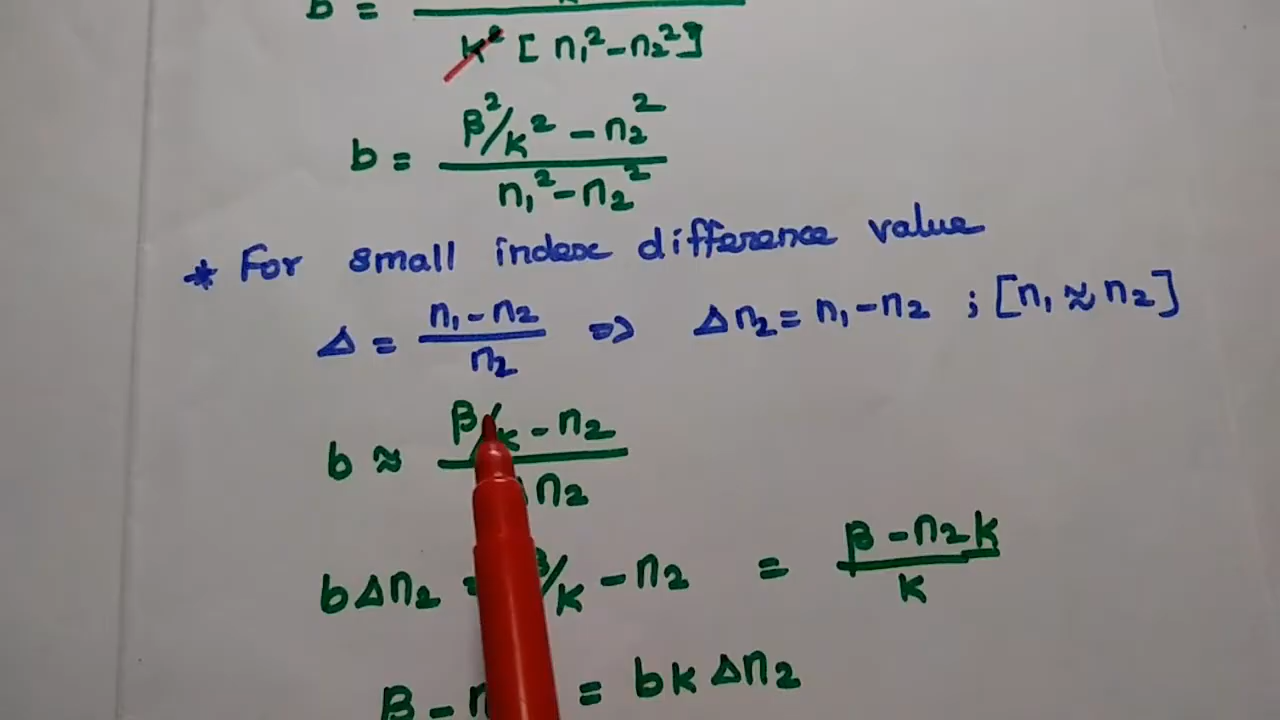 b =
k² [n₁² - n₂²]
b = β²/k² - n₂² / n₁² - n₂²
* For small index difference value
Δ = n₁ - n₂ / n₂ ⇒ Δn₂ = n₁ - n₂ ; [n₁ ≈ n₂]
b ≈ β/k - n₂ / Δn₂
bΔn₂ = β/k - n₂ = β - n₂k / k
β - n = bkΔn₂